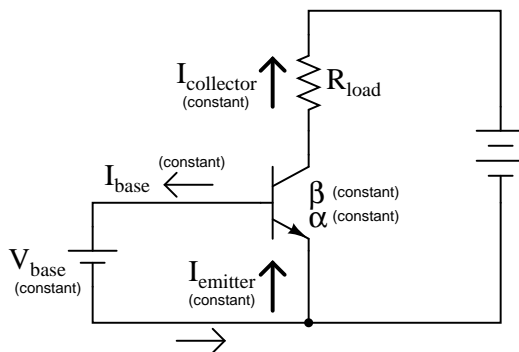 I collector
(constant)
R load
(constant)
I base
β (constant)
α (constant)
V base
(constant)
I emitter
(constant)